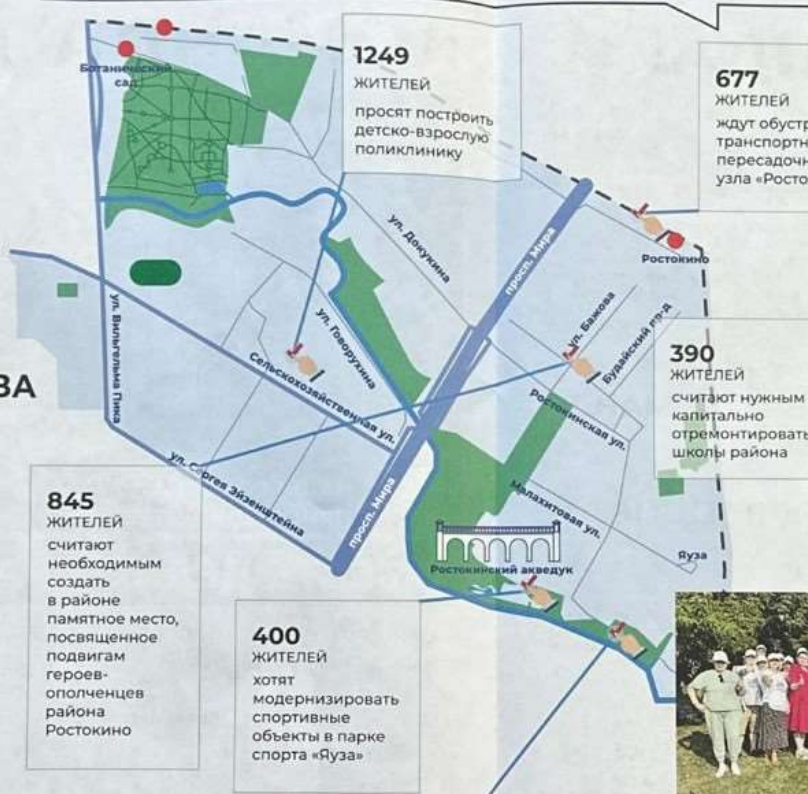 1249
ЖИТЕЛЕЙ
просят построить
детско-взрослую
поликлинику
677
ЖИТЕЛЕЙ
ждут обустр
транспортн
пересадочн
узла «Росто
Ботанический
сад
ул. Докукина
просп. Мира
Ростокино
ул. Вильгельма Пика
ул. Говорухина
Сельскохозяйственная ул.
ул. Бажова
Будайский пр-д
ВА
390
ЖИТЕЛЕЙ
считают нужным
капитально
отремонтировать
школы района
Ростокинская ул.
ул. Сергея Эйзенштейна
просп. Мира
Малахитовая ул.
Ростокинский акведук
Яуза
845
ЖИТЕЛЕЙ
считают
необходимым
создать
в районе
памятное место,
посвященное
подвигам
героев-
ополченцев
района
Ростокино
400
ЖИТЕЛЕЙ
хотят
модернизировать
спортивные
объекты в парке
спорта «Яуза»